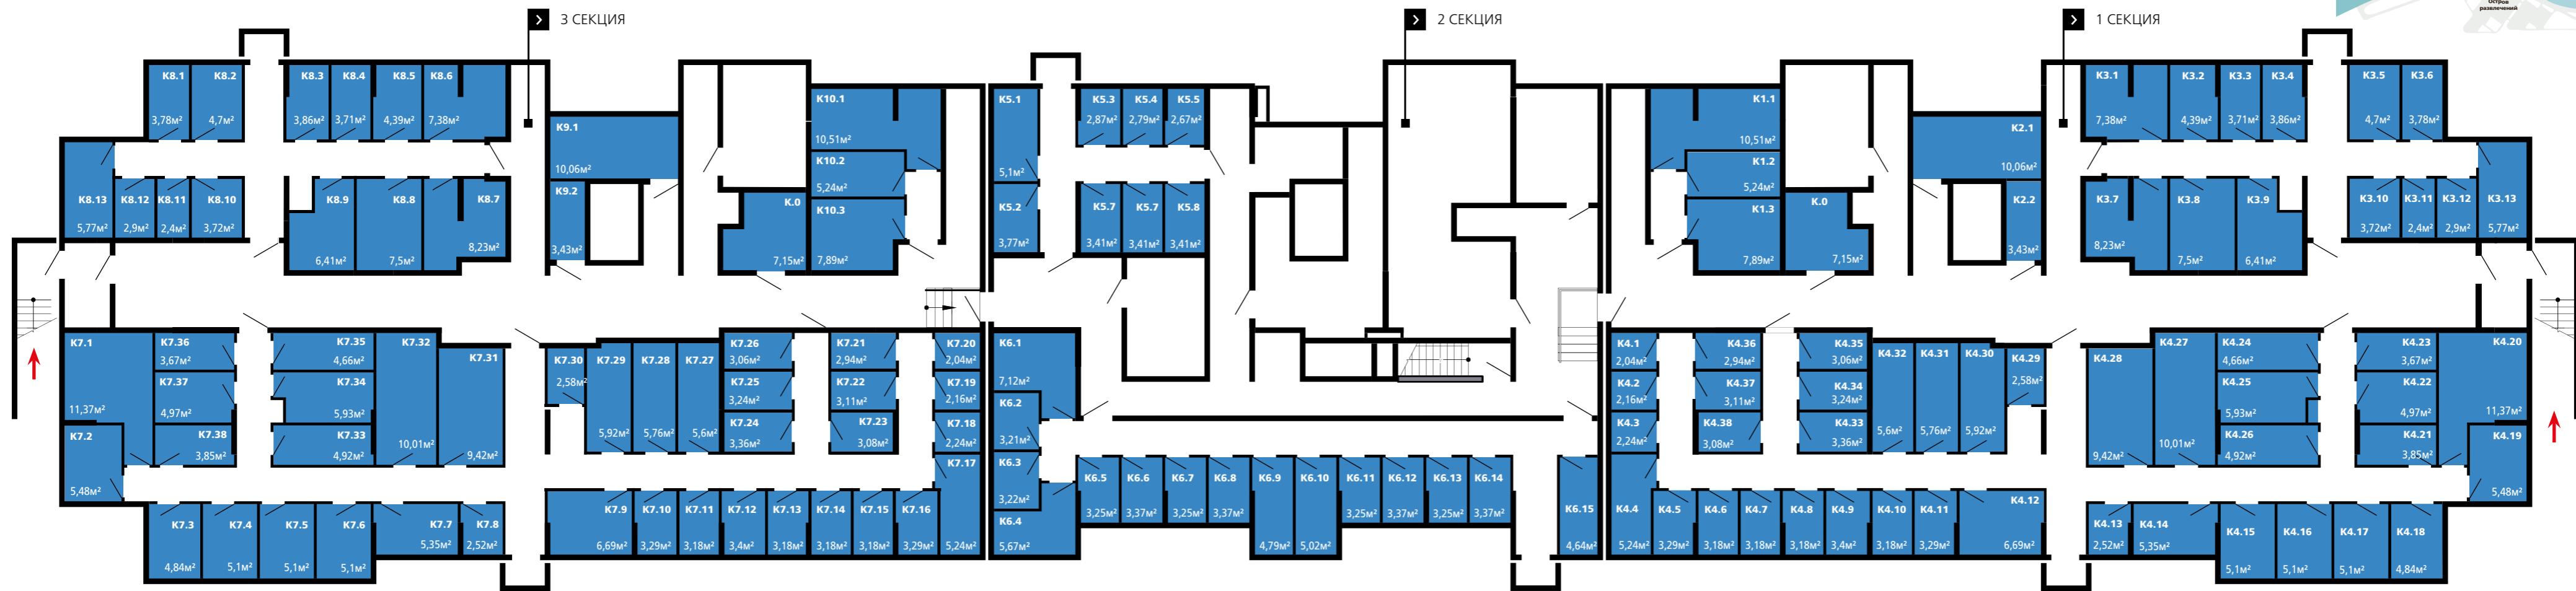 Остров
развлечений
3 СЕКЦИЯ
2 СЕКЦИЯ
1 СЕКЦИЯ
К8.1
3,78м²
К8.2
4,7м²
К8.3
3,86м²
К8.4
3,71м²
К8.5
4,39м²
К8.6
7,38м²
К8.13
5,77м²
К8.12
2,9м²
К8.11
2,4м²
К8.10
3,72м²
К8.9
6,41м²
К8.8
7,5м²
К8.7
8,23м²
К9.1
10,06м²
К9.2
3,43м²
К10.1
10,51м²
К10.2
5,24м²
К10.3
7,89м²
К.0
7,15м²
К5.1
5,1м²
К5.2
3,77м²
К5.3
2,87м²
К5.4
2,79м²
К5.5
2,67м²
К5.7
3,41м²
К5.7
3,41м²
К5.8
3,41м²
К1.1
10,51м²
К1.2
5,24м²
К1.3
7,89м²
К.0
7,15м²
К2.1
10,06м²
К2.2
3,43м²
К3.1
7,38м²
К3.2
4,39м²
К3.3
3,71м²
К3.4
3,86м²
К3.5
4,7м²
К3.6
3,78м²
К3.7
8,23м²
К3.8
7,5м²
К3.9
6,41м²
К3.10
3,72м²
К3.11
2,4м²
К3.12
2,9м²
К3.13
5,77м²
К7.1
11,37м²
К7.2
5,48м²
К7.36
3,67м²
К7.37
4,97м²
К7.38
3,85м²
К7.35
4,66м²
К7.34
5,93м²
К7.33
4,92м²
К7.32
10,01м²
К7.31
9,42м²
К7.30
2,58м²
К7.29
5,92м²
К7.28
5,76м²
К7.27
5,6м²
К7.26
3,06м²
К7.25
3,24м²
К7.24
3,36м²
К7.21
2,94м²
К7.22
3,11м²
К7.23
3,08м²
К7.20
2,04м²
К7.19
2,16м²
К7.18
2,24м²
К7.17
5,24м²
К7.3
4,84м²
К7.4
5,1м²
К7.5
5,1м²
К7.6
5,1м²
К7.7
5,35м²
К7.8
2,52м²
К7.9
6,69м²
К7.10
3,29м²
К7.11
3,18м²
К7.12
3,4м²
К7.13
3,18м²
К7.14
3,18м²
К7.15
3,18м²
К7.16
3,29м²
К6.1
7,12м²
К6.2
3,21м²
К6.3
3,22м²
К6.4
5,67м²
К6.5
3,25м²
К6.6
3,37м²
К6.7
3,25м²
К6.8
3,37м²
К6.9
4,79м²
К6.10
5,02м²
К6.11
3,25м²
К6.12
3,37м²
К6.13
3,25м²
К6.14
3,37м²
К6.15
4,64м²
К4.1
2,04м²
К4.2
2,16м²
К4.3
2,24м²
К4.4
5,24м²
К4.36
2,94м²
К4.37
3,11м²
К4.38
3,08м²
К4.35
3,06м²
К4.34
3,24м²
К4.33
3,36м²
К4.32
5,6м²
К4.31
5,76м²
К4.30
5,92м²
К4.29
2,58м²
К4.28
9,42м²
К4.27
10,01м²
К4.24
4,66м²
К4.25
5,93м²
К4.26
4,92м²
К4.23
3,67м²
К4.22
4,97м²
К4.21
3,85м²
К4.20
11,37м²
К4.19
5,48м²
К4.5
3,29м²
К4.6
3,18м²
К4.7
3,18м²
К4.8
3,18м²
К4.9
3,4м²
К4.10
3,18м²
К4.11
3,29м²
К4.12
6,69м²
К4.13
2,52м²
К4.14
5,35м²
К4.15
5,1м²
К4.16
5,1м²
К4.17
5,1м²
К4.18
4,84м²